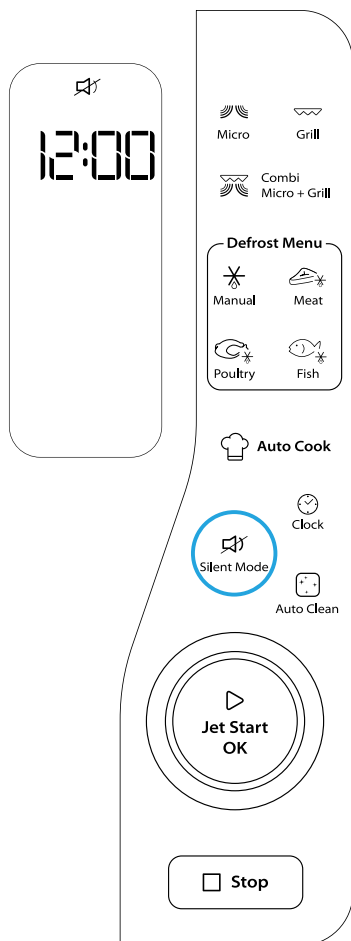 12:00
Micro
Grill
Combi
Micro + Grill
Defrost Menu
Manual
Meat
Poultry
Fish
Auto Cook
Clock
Silent Mode
Auto Clean
Jet Start
OK
Stop